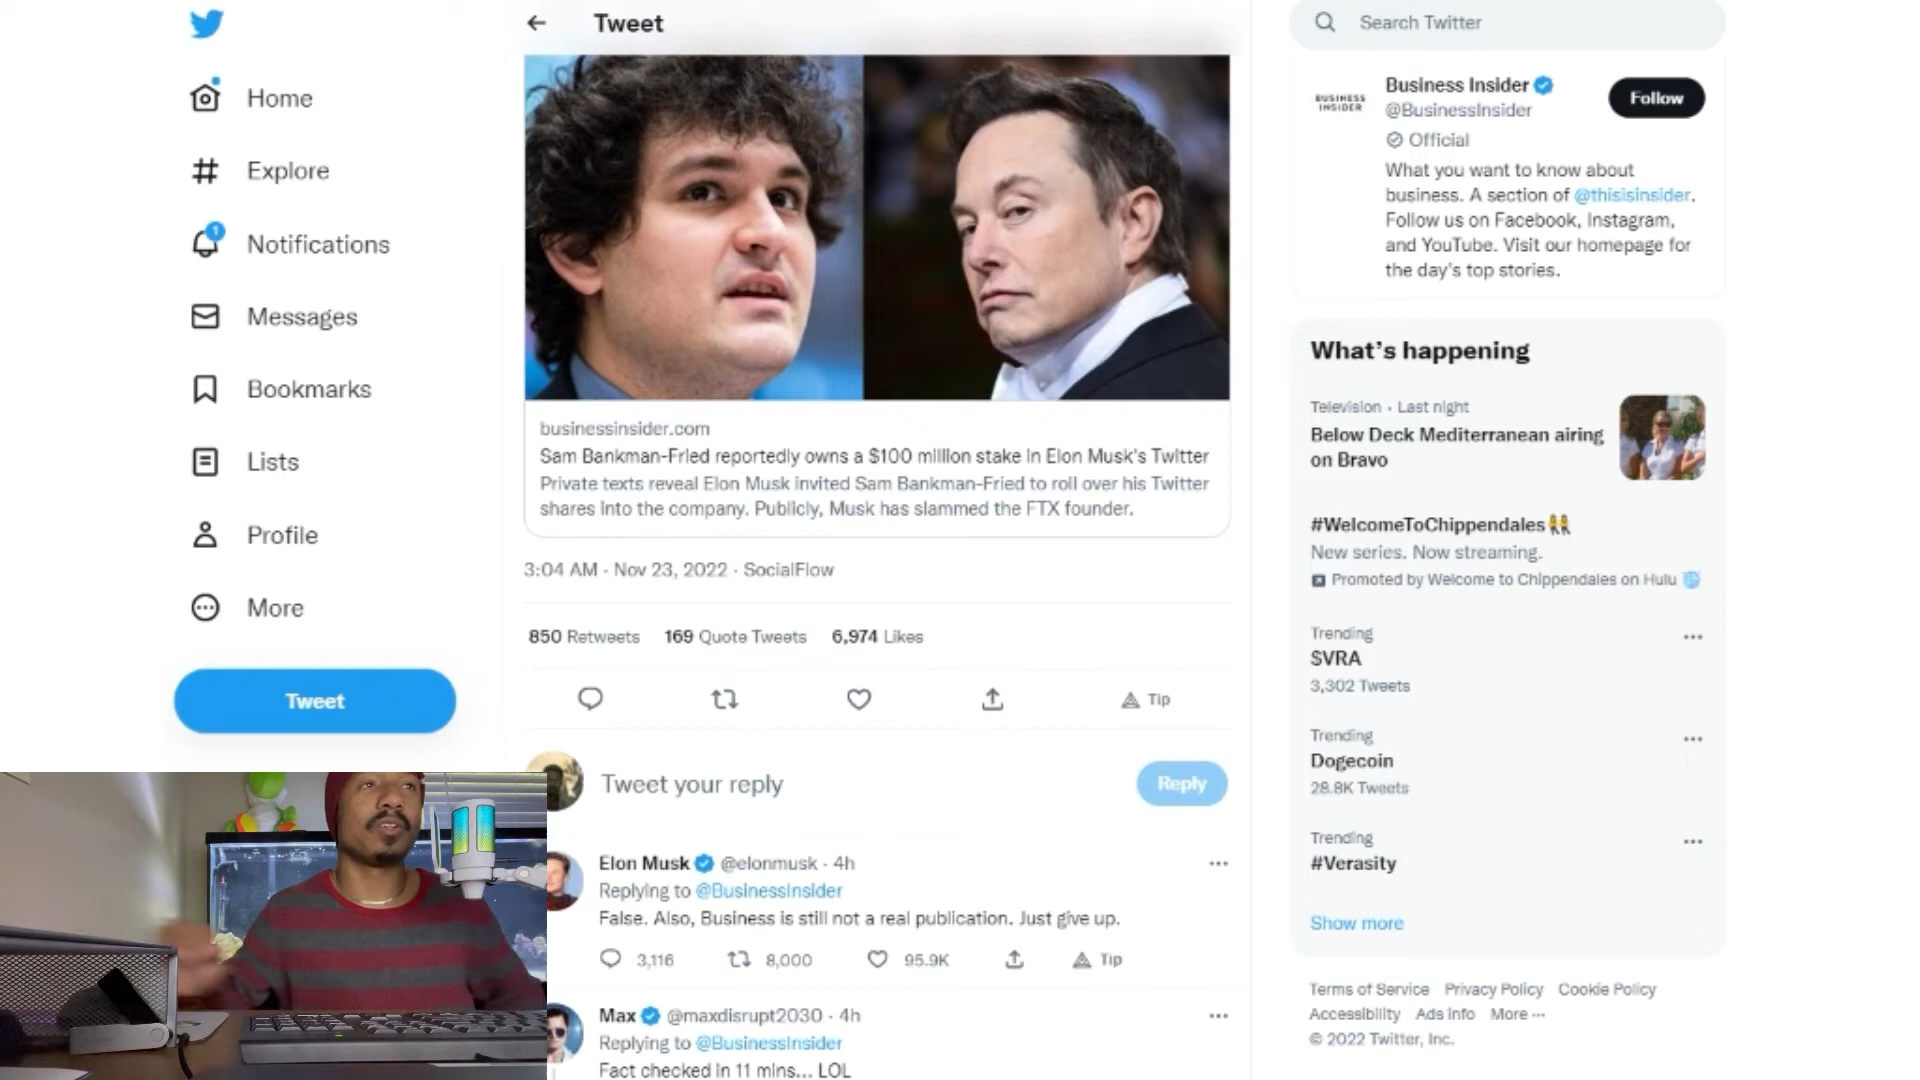 Home
Explore
1
Notifications
Messages
Bookmarks
Lists
Profile
More
Tweet
Tweet
businessinsider.com
Sam Bankman-Fried reportedly owns a $100 million stake in Elon Musk's Twitter
Private texts reveal Elon Musk invited Sam Bankman-Fried to roll over his Twitter
shares into the company. Publicly, Musk has slammed the FTX founder.
3:04 AM · Nov 23, 2022 · SocialFlow
850 Retweets 169 Quote Tweets 6,974 Likes
Tip
Tweet your reply
Reply
Elon Musk @elonmusk · 4h
Replying to @BusinessInsider
False. Also, Business is still not a real publication. Just give up.
3,116 8,000 95.9K Tip
Max @maxdisrupt2030 · 4h
Replying to @BusinessInsider
Fact checked in 11 mins... LOL
Search Twitter
BUSINESS
INSIDER
Business Insider
@BusinessInsider
Follow
Official
What you want to know about
business. A section of @thisisinsider.
Follow us on Facebook, Instagram,
and YouTube. Visit our homepage for
the day's top stories.
What's happening
Television · Last night
Below Deck Mediterranean airing
on Bravo
#WelcomeToChippendales
New series. Now streaming.
Promoted by Welcome to Chippendales on Hulu
Trending
$VRA
3,302 Tweets
Trending
Dogecoin
28.8K Tweets
Trending
#Verasity
Show more
Terms of Service Privacy Policy Cookie Policy
Accessibility Ads info More ···
© 2022 Twitter, Inc.